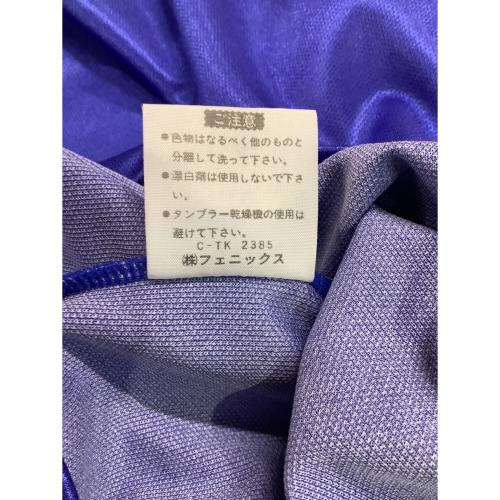 ご注意
●色物はなるべく他のものと
分離して洗って下さい。
●漂白剤は使用しないで下さ
い。
●タンブラー乾燥機の使用は
避けて下さい。
C-TK 2385
㈱フェニックス